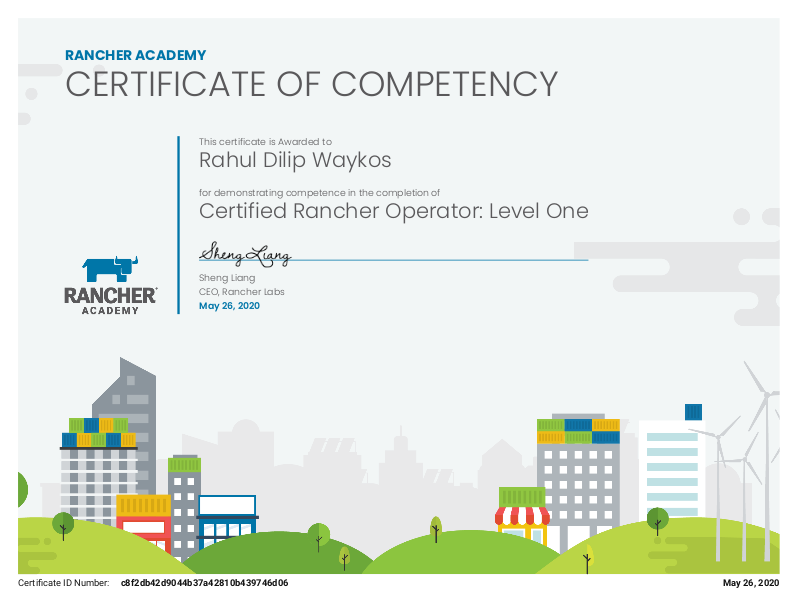 RANCHER ACADEMY
CERTIFICATE OF COMPETENCY
This certificate is Awarded to
Rahul Dilip Waykos
for demonstrating competence in the completion of
Certified Rancher Operator: Level One
Sheng Liang
Sheng Liang
CEO, Rancher Labs
May 26, 2020
RANCHER
ACADEMY
Certificate ID Number: c8f2db42d9044b37a42810b439746d06
May 26, 2020